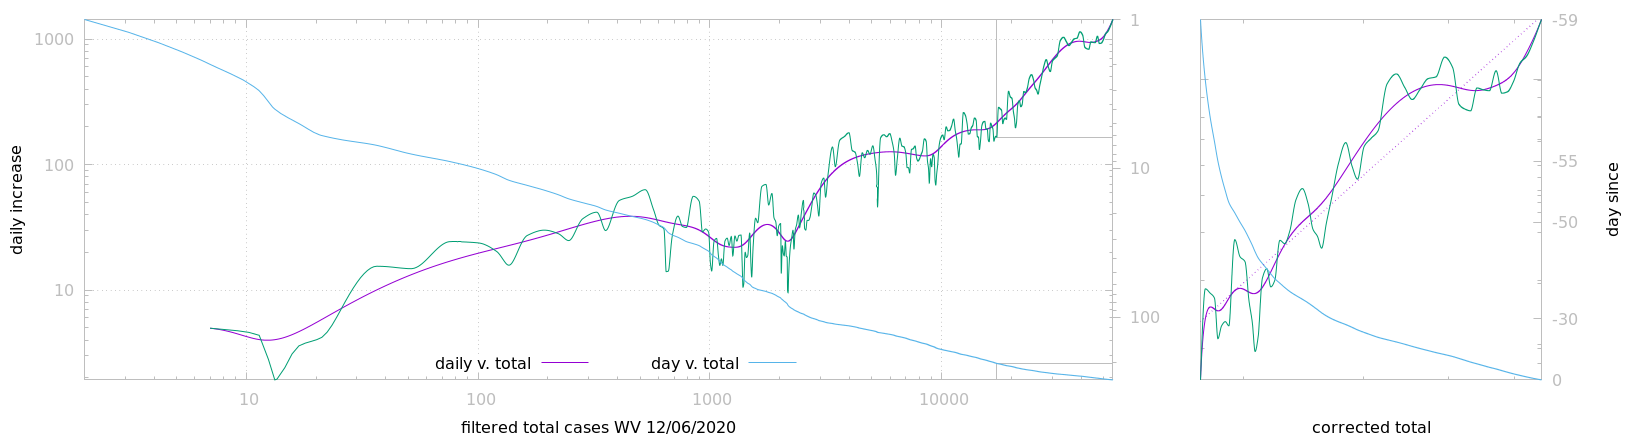 1000
100
10
daily increase
daily v. total
day v. total
10
100
1000
10000
filtered total cases WV 12/06/2020
1
10
100
-59
-55
-50
-30
0
day since
corrected total